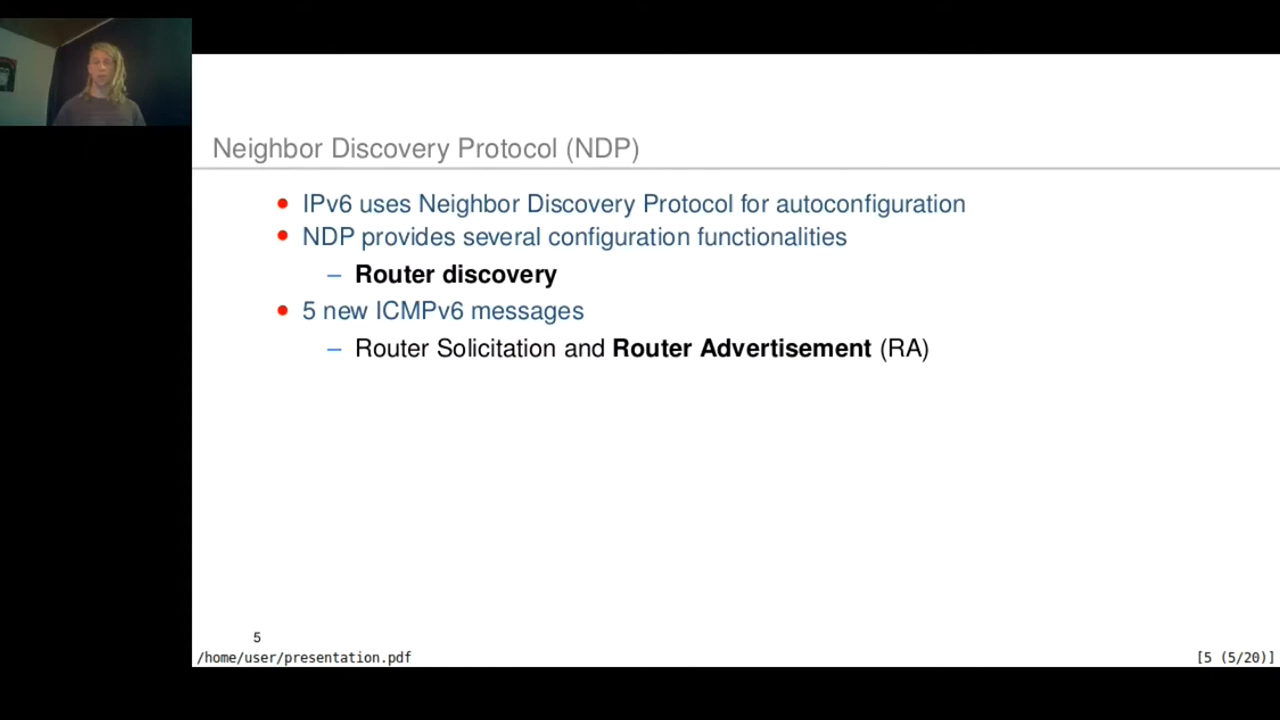 Neighbor Discovery Protocol (NDP)
• IPv6 uses Neighbor Discovery Protocol for autoconfiguration
• NDP provides several configuration functionalities
– Router discovery
• 5 new ICMPv6 messages
– Router Solicitation and Router Advertisement (RA)
5
/home/user/presentation.pdf
[5 (5/20)]